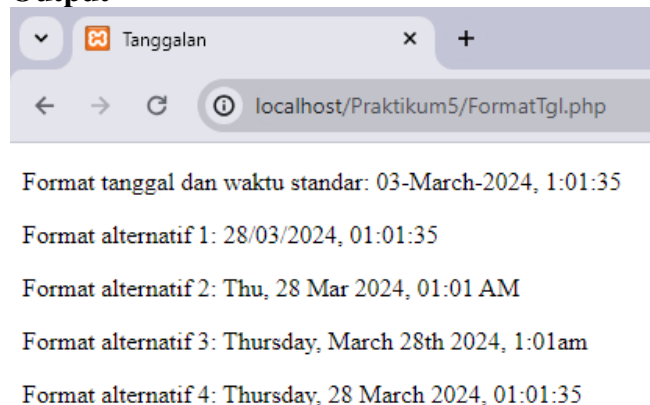 Tanggalan
localhost/Praktikum5/FormatTgl.php
Format tanggal dan waktu standar: 03-March-2024, 1:01:35
Format alternatif 1: 28/03/2024, 01:01:35
Format alternatif 2: Thu, 28 Mar 2024, 01:01 AM
Format alternatif 3: Thursday, March 28th 2024, 1:01am
Format alternatif 4: Thursday, 28 March 2024, 01:01:35